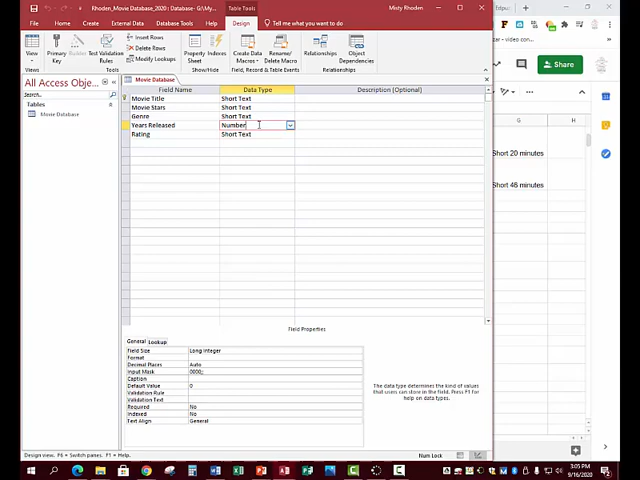 Rhoden_Movie Database_2020 : Database- G:\My...
Table Tools
Misty Rhoden
File
Home
Create
External Data
Database Tools
Help
Design
Tell me what you want to do
Views
Primary Key
Builder
Test Validation Rules
Insert Rows
Delete Rows
Modify Lookups
Tools
Property Sheet
Indexes
Show/Hide
Create Data Macros
Rename/Delete Macro
Field, Record & Table Events
Relationships
Object Dependencies
Relationships
Share
All Access Obje...
Search...
Tables
Movie Database
Movie Database
Field Name Data Type Description (Optional)
Movie Title Short Text
Movie Stars Short Text
Genre Short Text
Years Released Number
Rating Short Text
G H
Short 20 minutes
Short 46 minutes
Field Properties
General Lookup
Field Size Long Integer
Format
Decimal Places Auto
Input Mask 0000;;
Caption
Default Value 0
Validation Rule
Validation Text
Required No
Indexed No
Text Align General
The data type determines the kind of values that users can store in the field. Press F1 for help on data types.
Design view. F6 = Switch panes. F1 = Help.
Num Lock
3:05 PM
9/16/2020